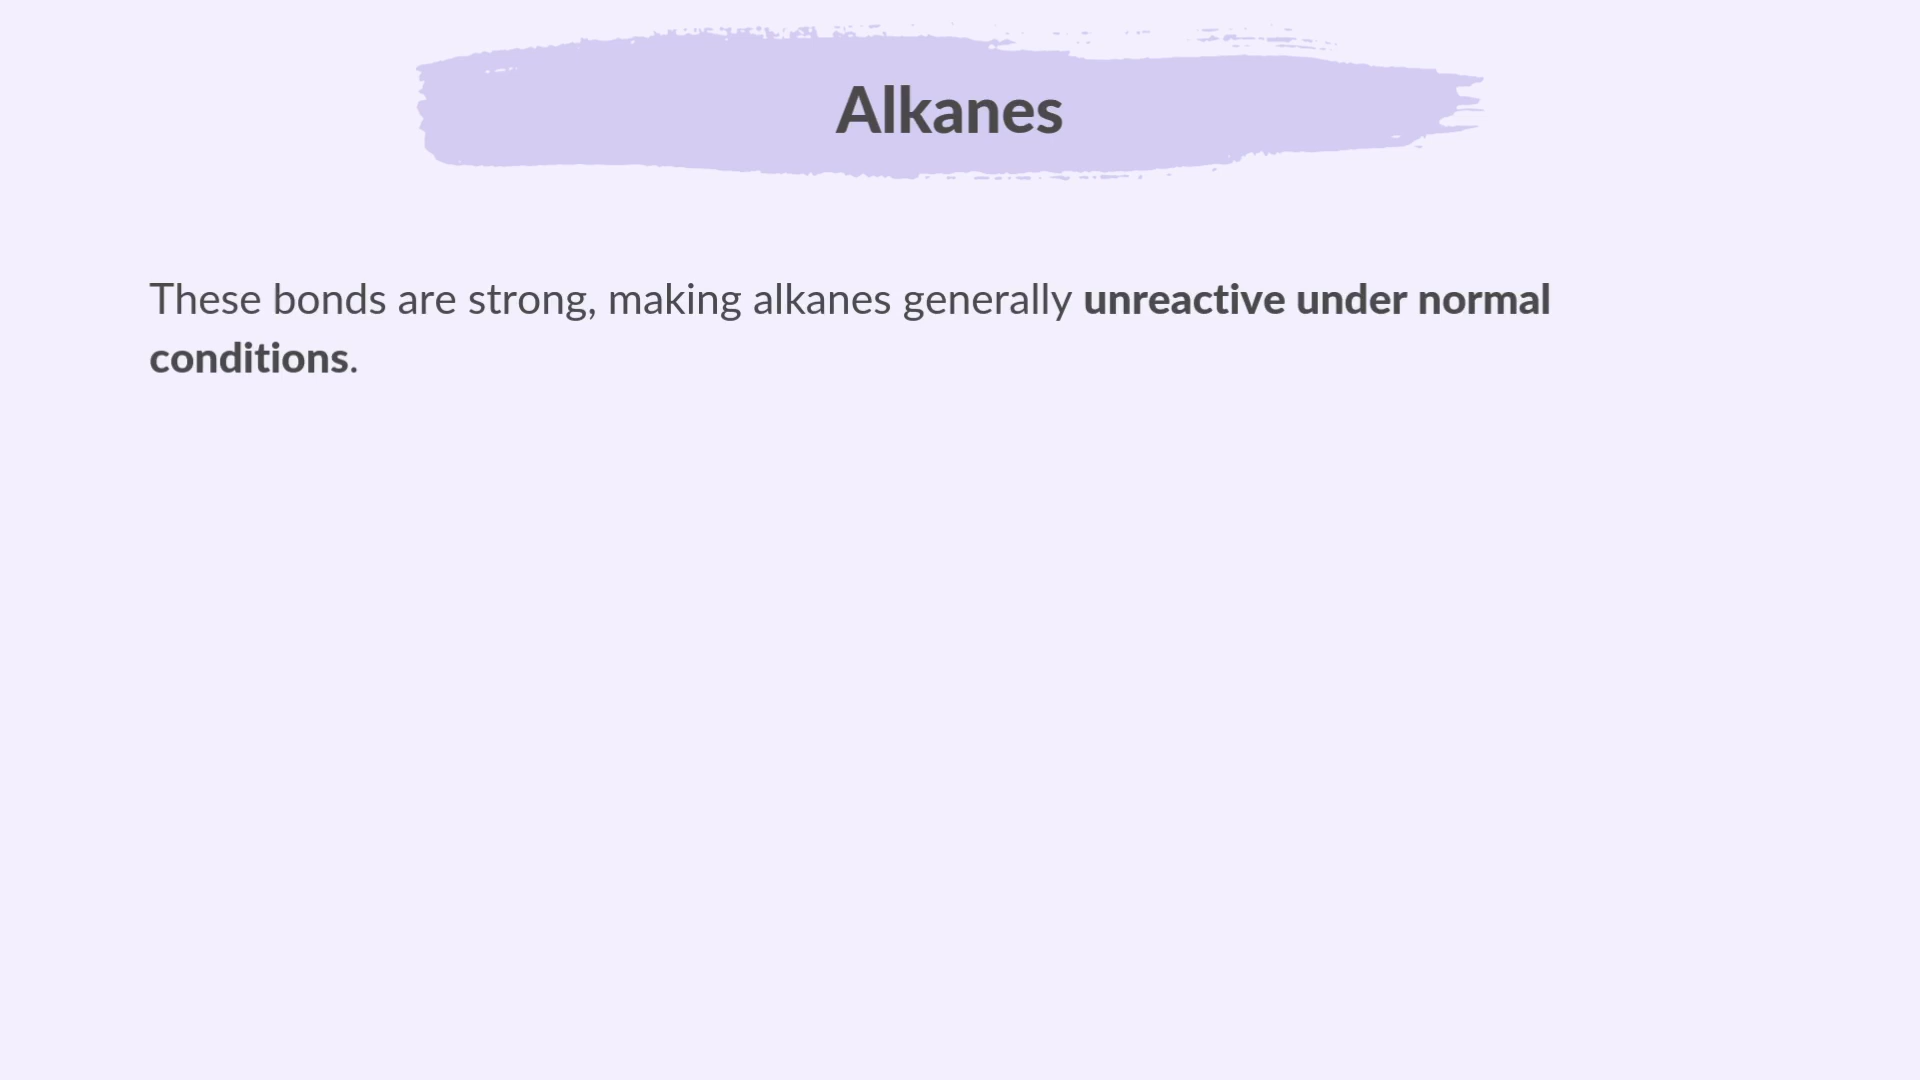 Alkanes
These bonds are strong, making alkanes generally unreactive under normal
conditions.